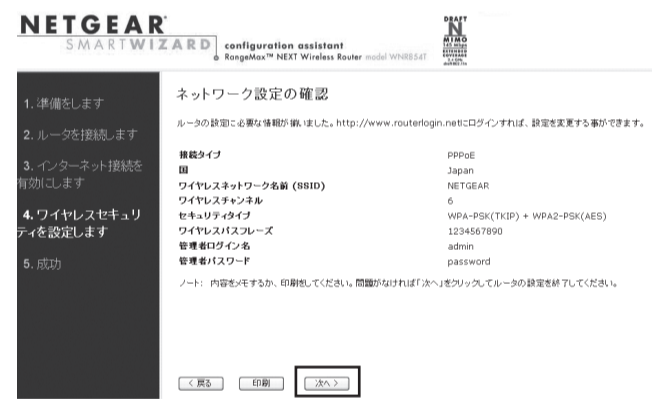 NETGEAR
SMARTWIZARD configuration assistant
RangeMax™ NEXT Wireless Router model WNR854T
DRAFT
N
MIMO
1. 準備をします
2. ルータを接続します
3. インターネット接続を
有効にします
4. ワイヤレスセキュリ
ティを設定します
5. 成功
ネットワーク設定の確認
ルータの設定に必要な情報が揃いました。http://www.routerlogin.netにログインすれば、設定を変更する事ができます。
接続タイプ PPPoE
国 Japan
ワイヤレスネットワーク名前 (SSID) NETGEAR
ワイヤレスチャンネル 6
セキュリティタイプ WPA-PSK(TKIP) + WPA2-PSK(AES)
ワイヤレスパスフレーズ 1234567890
管理者ログイン名 admin
管理者パスワード password
ノート: 内容をメモするか、印刷をしてください。問題がなければ「次へ」をクリックしてルータの設定を終了してください。
< 戻る 印刷 次へ >